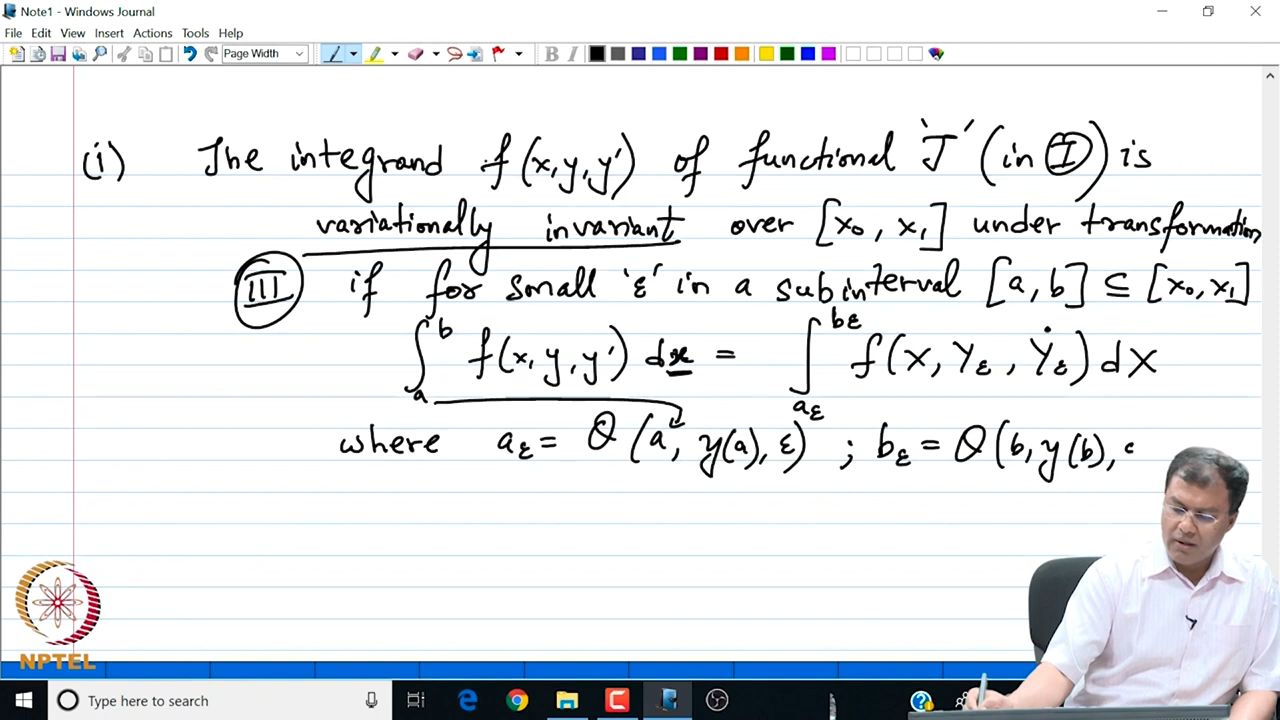 Note1 - Windows Journal
File Edit View Insert Actions Tools Help
Page Width
B I
(i) The integrand f(x,y,y') of functional 'J' (in Ⓘ) is
variationally invariant over [x₀, x₁] under transformation
III if for small 'ε' in a subinterval [a, b] ⊆ [x₀, x₁]
∫ₐᵇ f(x, y, y') dx = ∫_{aε}^{bε} f(X, Yε, Ẏε) dX
where aε = θ(a, y(a), ε) ; bε = θ(b, y(b),
NPTEL
Type here to search